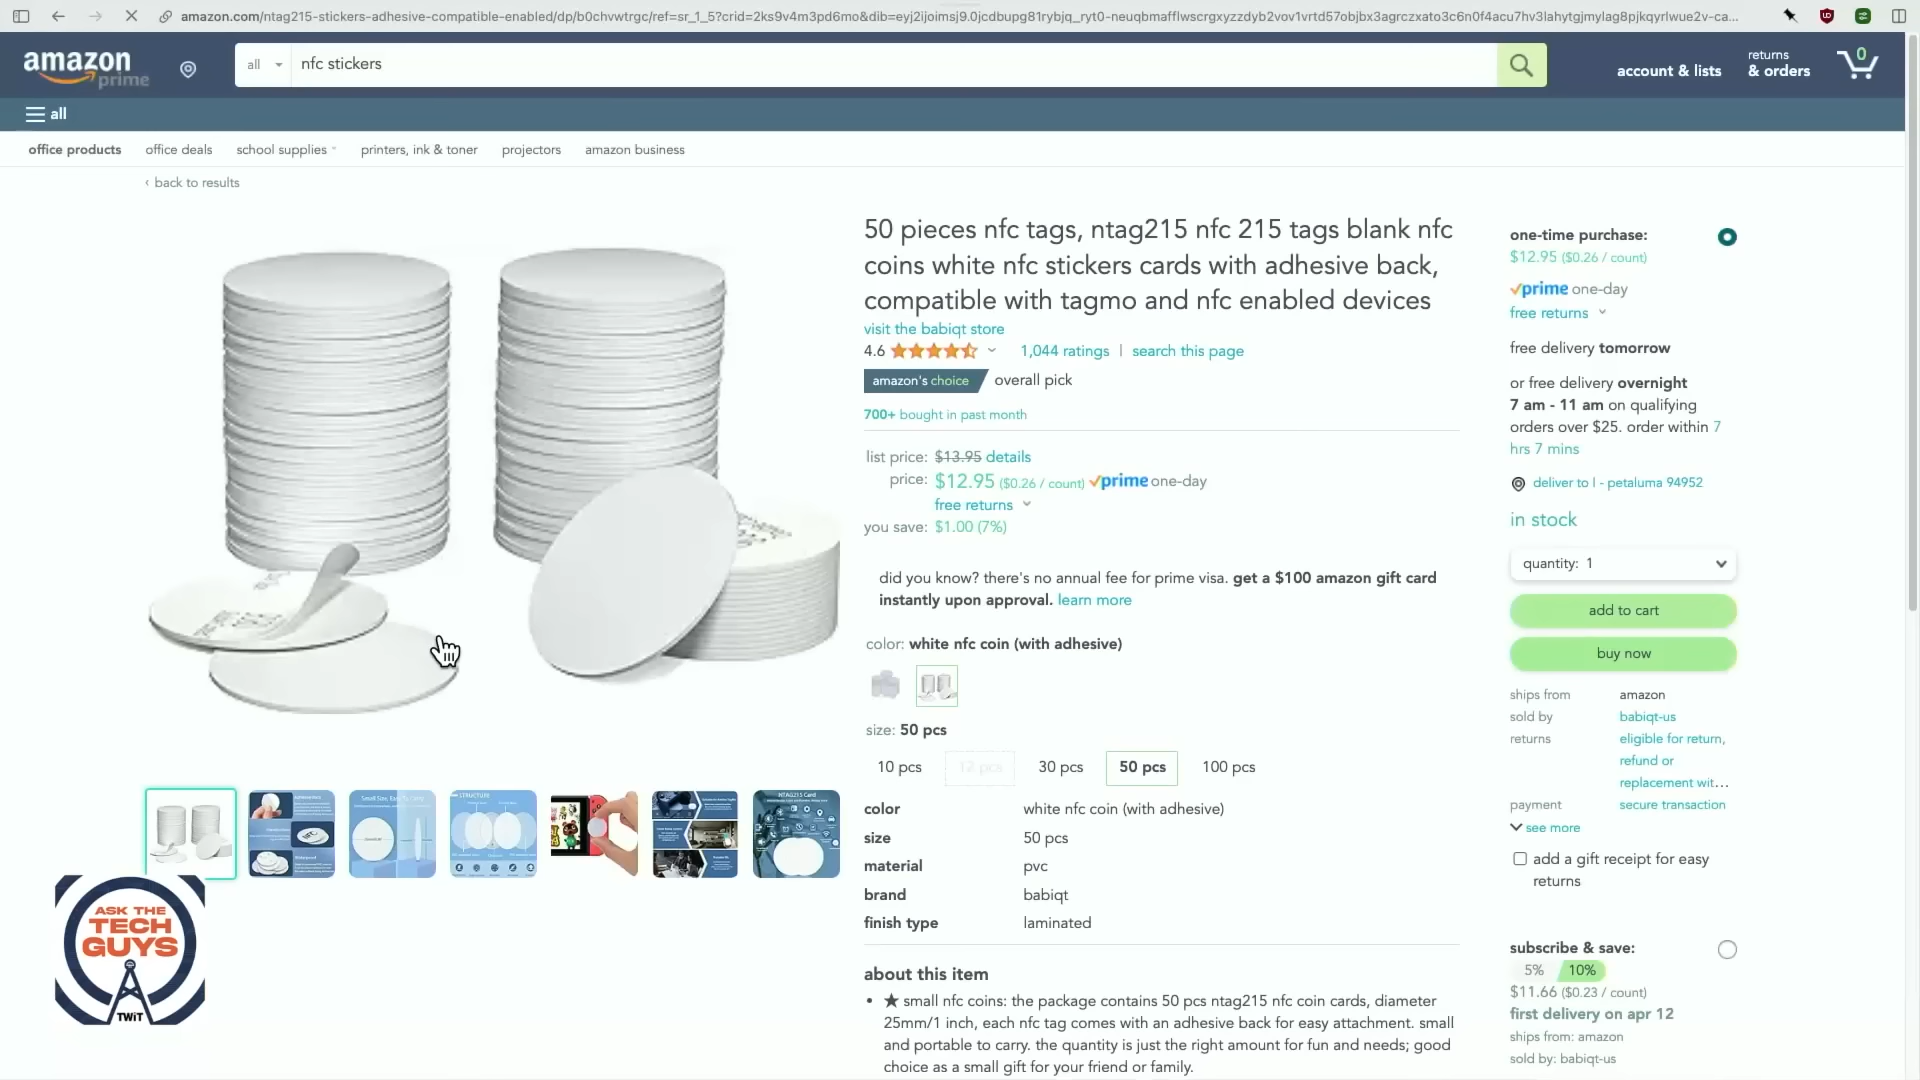 amazon.com/ntag215-stickers-adhesive-compatible-enabled/dp/b0chvwtrgc/ref=sr_1_5?crid=2ks9v4m3pd6mo&dib=eyj2ijoimsj9.0jcdbupg81rybjq_ryt0-neuqbmafflwscrgxyzzdyb2vov1vrtd57objbx3agrczxato3c6n0f4acu7hv3lahytgjmylag8pjkqyrlwue2v-ca...
amazon prime
all
nfc stickers
account & lists
returns
& orders
0
all
office products office deals school supplies printers, ink & toner projectors amazon business
‹ back to results
50 pieces nfc tags, ntag215 nfc 215 tags blank nfc
coins white nfc stickers cards with adhesive back,
compatible with tagmo and nfc enabled devices
visit the babiqt store
4.6 1,044 ratings | search this page
amazon's choice overall pick
700+ bought in past month
list price: $13.95 details
price: $12.95 ($0.26 / count) prime one-day
free returns
you save: $1.00 (7%)
did you know? there's no annual fee for prime visa. get a $100 amazon gift card
instantly upon approval. learn more
color: white nfc coin (with adhesive)
size: 50 pcs
10 pcs 12 pcs 30 pcs 50 pcs 100 pcs
color white nfc coin (with adhesive)
size 50 pcs
material pvc
brand babiqt
finish type laminated
about this item
• ★ small nfc coins: the package contains 50 pcs ntag215 nfc coin cards, diameter
25mm/1 inch, each nfc tag comes with an adhesive back for easy attachment. small
and portable to carry. the quantity is just the right amount for fun and needs; good
choice as a small gift for your friend or family.
one-time purchase:
$12.95 ($0.26 / count)
prime one-day
free returns
free delivery tomorrow
or free delivery overnight
7 am - 11 am on qualifying
orders over $25. order within 7
hrs 7 mins
deliver to l - petaluma 94952
in stock
quantity: 1
add to cart
buy now
ships from amazon
sold by babiqt-us
returns eligible for return,
refund or
replacement wit...
payment secure transaction
see more
add a gift receipt for easy
returns
subscribe & save:
5% 10%
$11.66 ($0.23 / count)
first delivery on apr 12
ships from: amazon
sold by: babiqt-us
NTAG215 Card
ASK THE
TECH
GUYS
TWiT